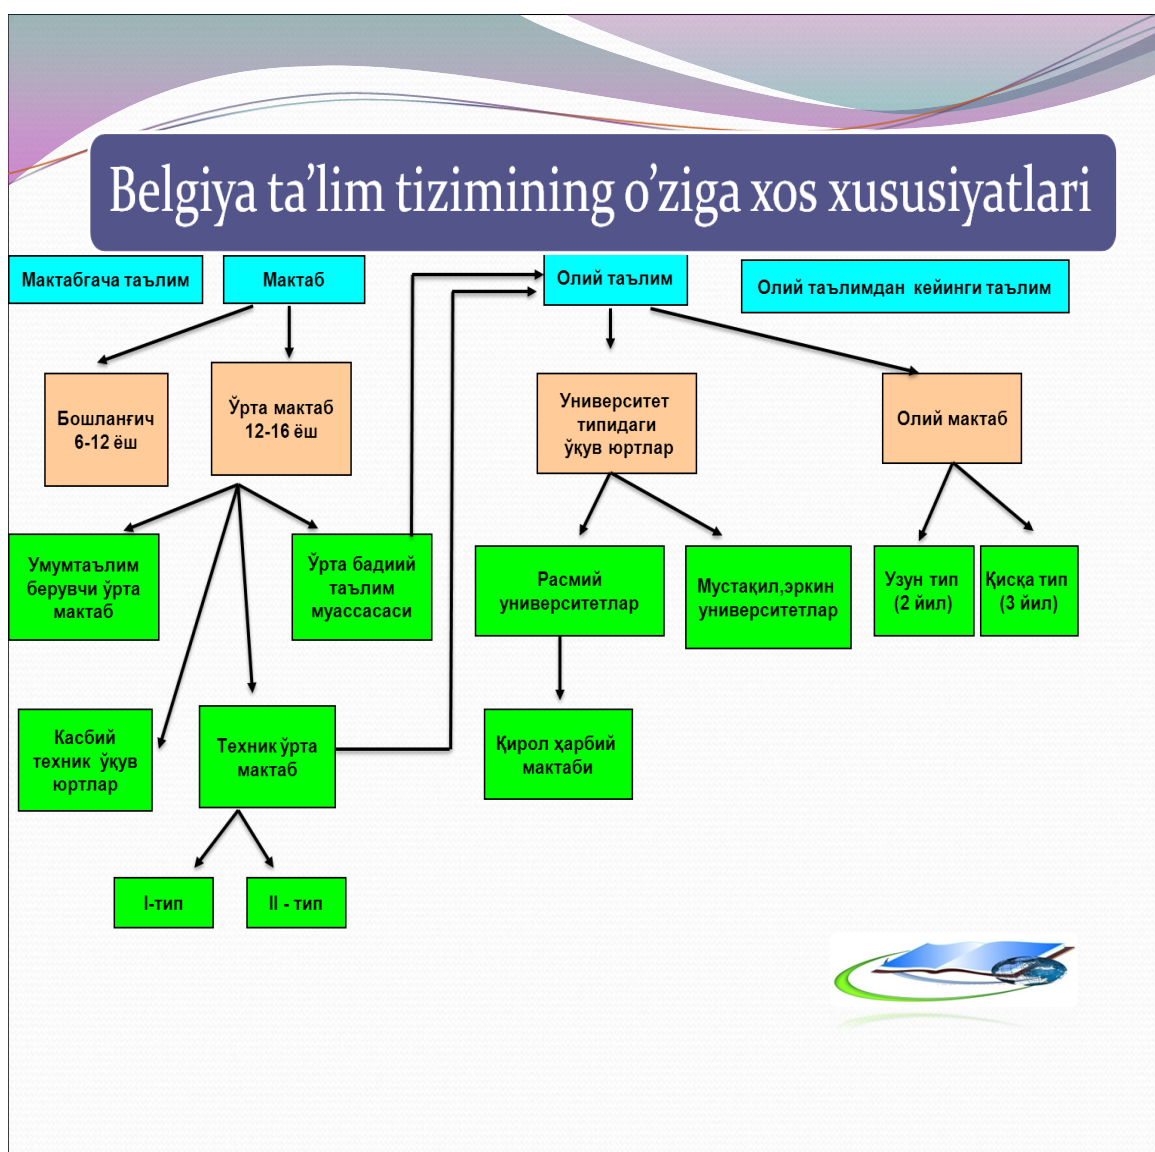 Belgiya ta’lim tizimining o’ziga xos xususiyatlari
Мактабгача таълим
Мактаб
Олий таълим
Олий таълимдан кейинги таълим
Бошланғич
6-12 ёш
Ўрта мактаб
12-16 ёш
Университет
типидаги
ўқув юртлар
Олий мактаб
Умумтаълим
берувчи ўрта
мактаб
Ўрта бадиий
таълим
муассасаси
Расмий
университетлар
Мустақил,эркин
университетлар
Узун тип
(2 йил)
Қисқа тип
(3 йил)
Касбий
техник ўқув
юртлар
Техник ўрта
мактаб
Қирол ҳарбий
мактаби
I-тип
II - тип